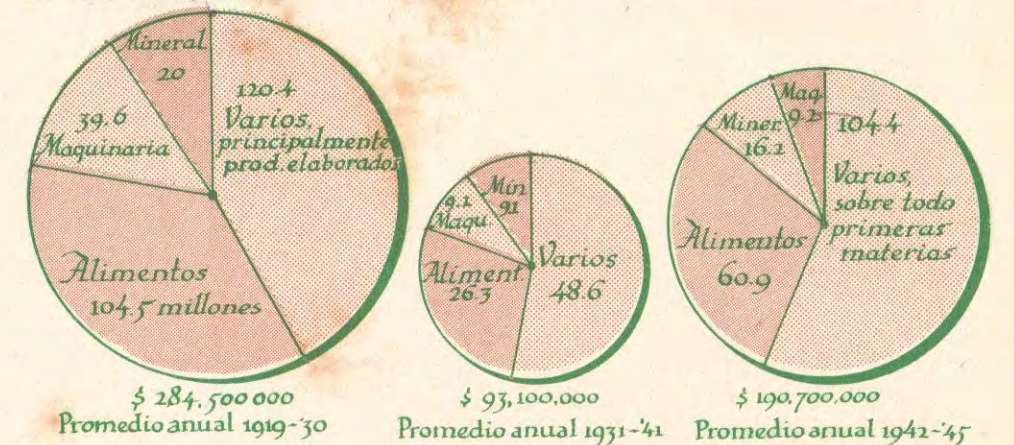 Mineral
20
120.4
Varios,
principalmente
prod. elaborados
39.6
Maquinaria
Alimentos
104.5 millones
$ 284.500 000
Promedio anual 1919-'30
Min
91
9.1
Maqu.
Aliment.
26.3
Varios
48.6
$ 93,100,000
Promedio anual 1931-'41
Maq.
9.2
Miner.
16.2
104.4
Varios,
sobre todo
primeras
materias
Alimentos
60.9
$ 190.700,000
Promedio anual 1942-'45